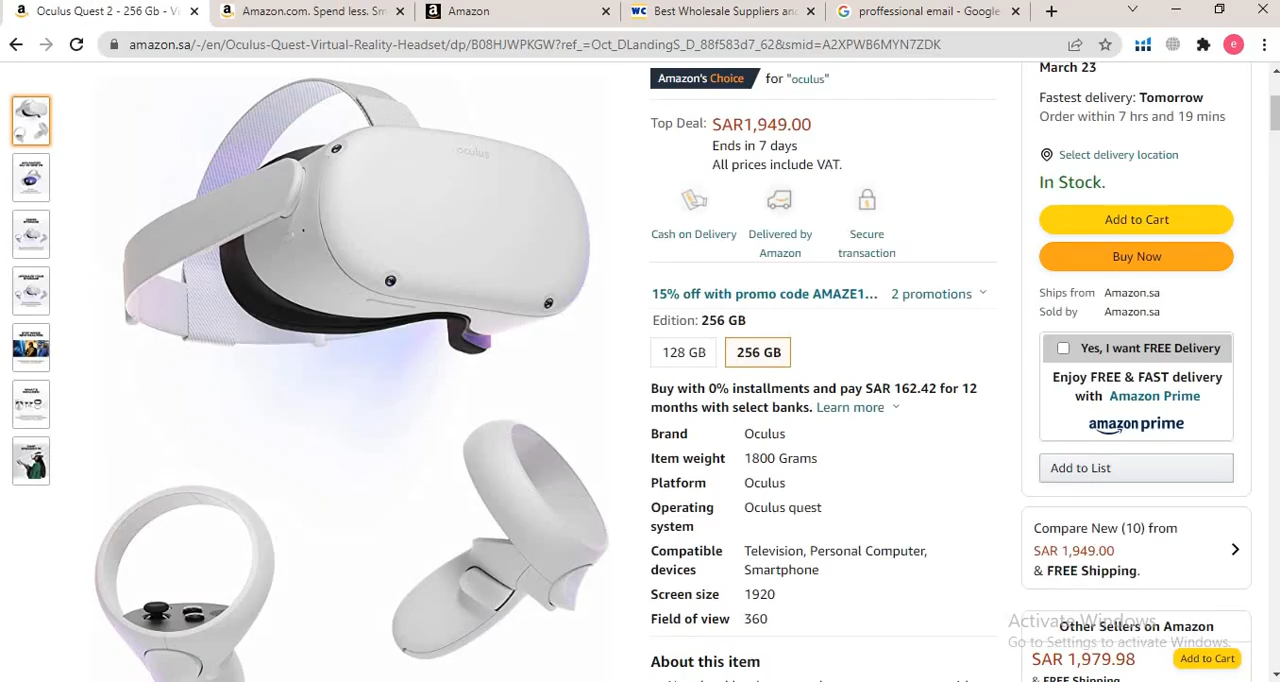 Oculus Quest 2 - 256 Gb - Vi
Amazon.com. Spend less. Sm
Amazon
Best Wholesale Suppliers and
proffessional email - Google
amazon.sa/-/en/Oculus-Quest-Virtual-Reality-Headset/dp/B08HJWPKGW?ref_=Oct_DLandingS_D_88f583d7_62&smid=A2XPWB6MYN7ZDK
oculus
Amazon's Choice for "oculus"
Top Deal: SAR1,949.00
Ends in 7 days
All prices include VAT.
Cash on Delivery
Delivered by Amazon
Secure transaction
15% off with promo code AMAZE1... 2 promotions
Edition: 256 GB
128 GB
256 GB
Buy with 0% installments and pay SAR 162.42 for 12
months with select banks. Learn more
Brand Oculus
Item weight 1800 Grams
Platform Oculus
Operating system Oculus quest
Compatible devices Television, Personal Computer, Smartphone
Screen size 1920
Field of view 360
About this item
March 23
Fastest delivery: Tomorrow
Order within 7 hrs and 19 mins
Select delivery location
In Stock.
Add to Cart
Buy Now
Ships from Amazon.sa
Sold by Amazon.sa
Yes, I want FREE Delivery
Enjoy FREE & FAST delivery
with Amazon Prime
amazon prime
Add to List
Compare New (10) from
SAR 1,949.00
& FREE Shipping.
Activate Windows
Go to Settings to activate Windows.
Other Sellers on Amazon
SAR 1,979.98
Add to Cart
& FREE Shipping